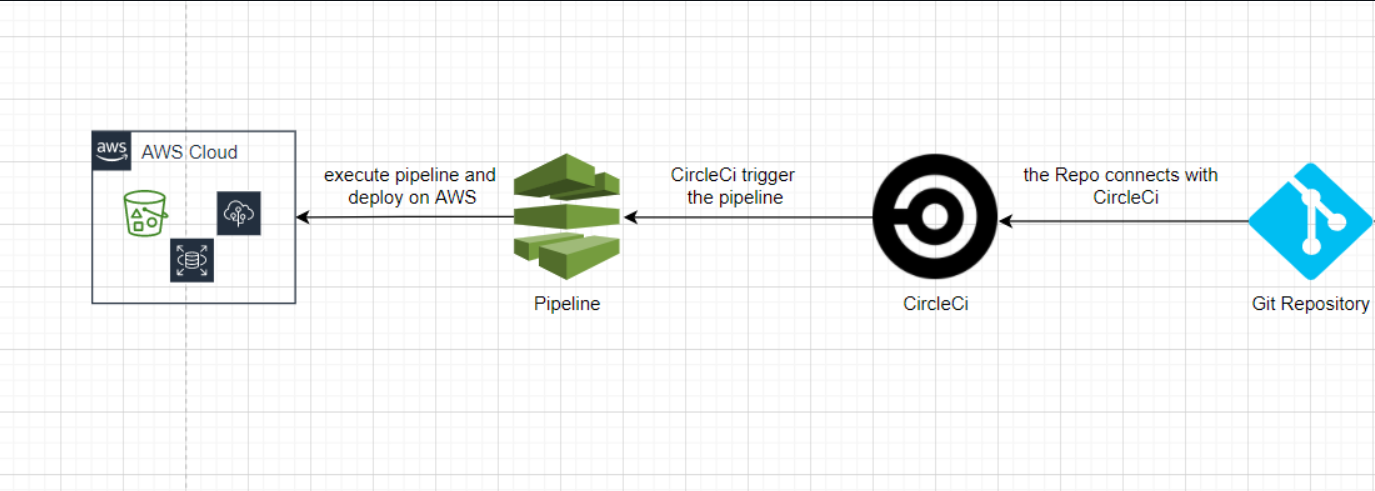 aws
AWS Cloud
execute pipeline and
deploy on AWS
CircleCi trigger
the pipeline
the Repo connects with
CircleCi
Pipeline
CircleCi
Git Repository